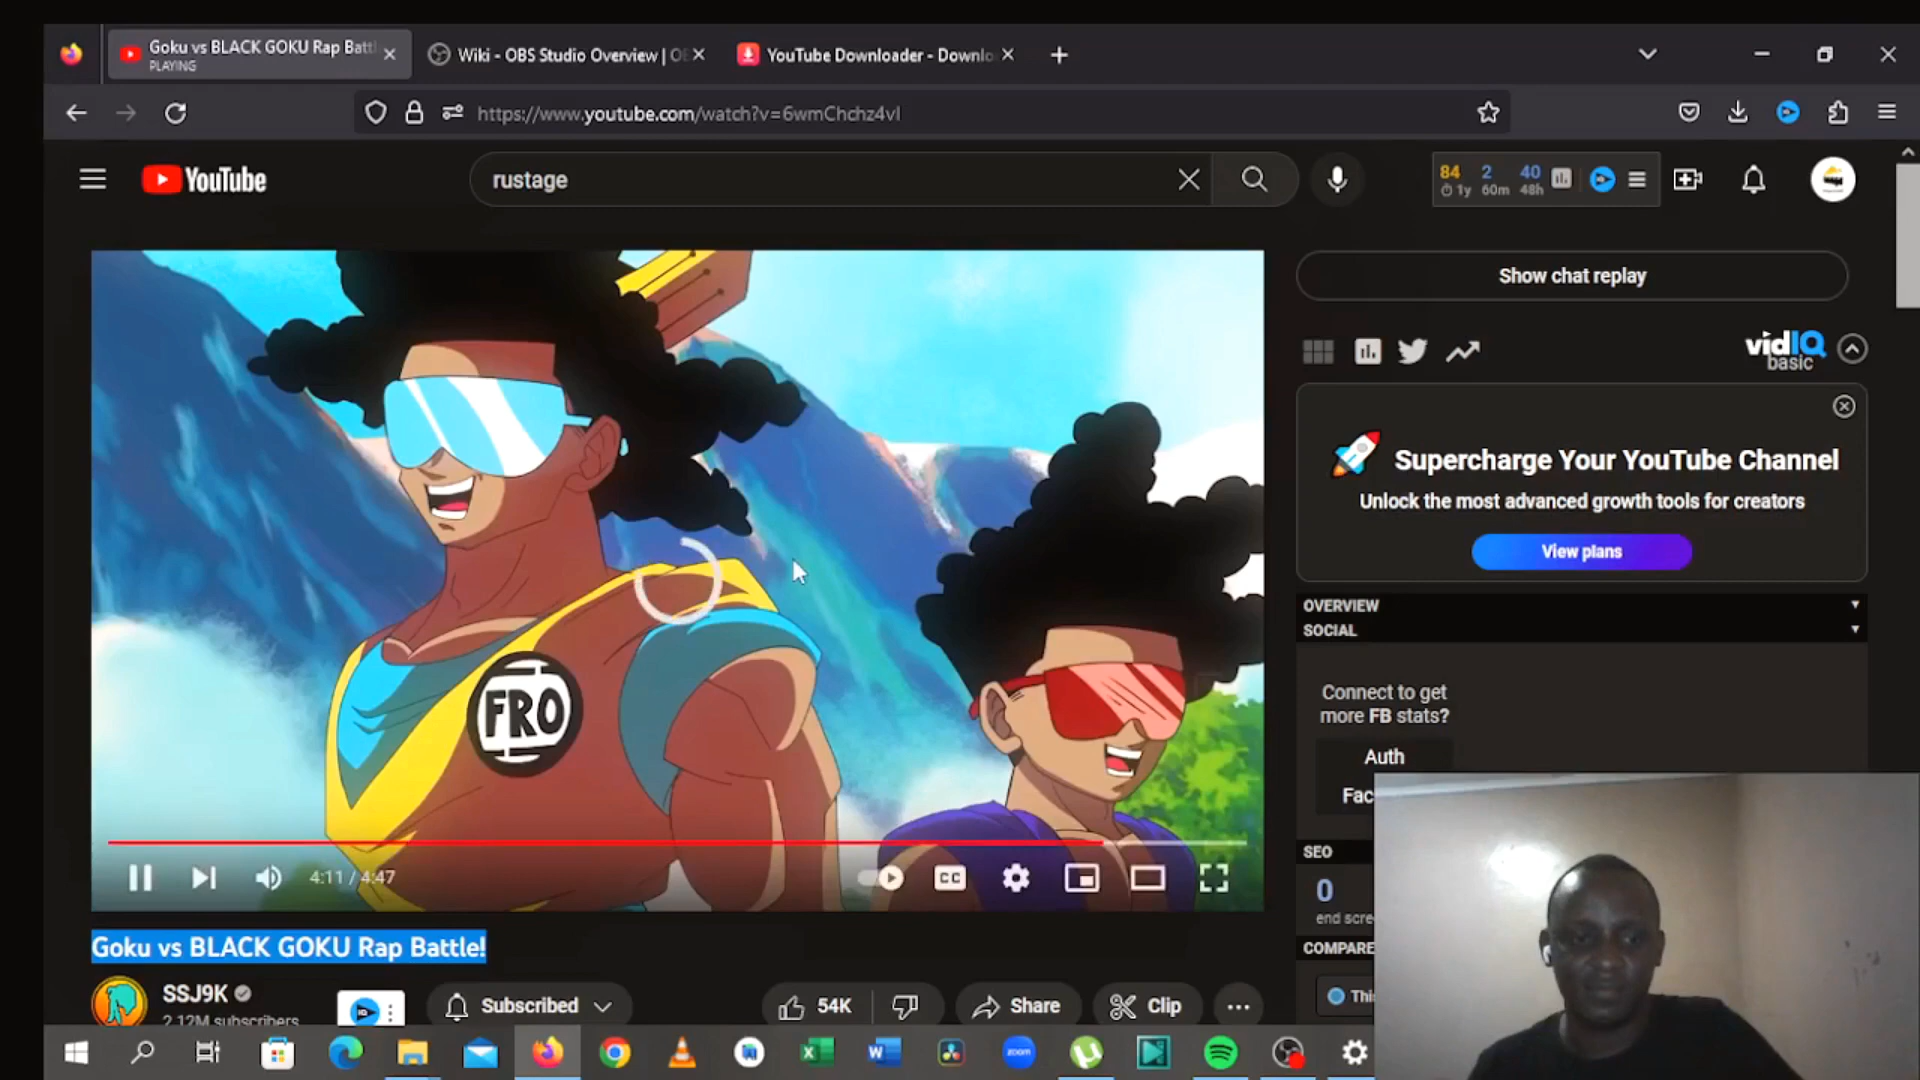 Goku vs BLACK GOKU Rap Batt
PLAYING
Wiki - OBS Studio Overview | O
YouTube Downloader - Downlo
https://www.youtube.com/watch?v=6wmChchz4vI
YouTube
rustage
84 2 40
1y 60m 48h
Show chat replay
vidIQ
basic
Supercharge Your YouTube Channel
Unlock the most advanced growth tools for creators
View plans
OVERVIEW
SOCIAL
Connect to get
more FB stats?
Auth
Fac
FRO
SEO
0
end scre
COMPARE
This
4:11 / 4:47
CC
Goku vs BLACK GOKU Rap Battle!
SSJ9K
2.12M subscribers
Subscribed
54K
Share
Clip
zoom